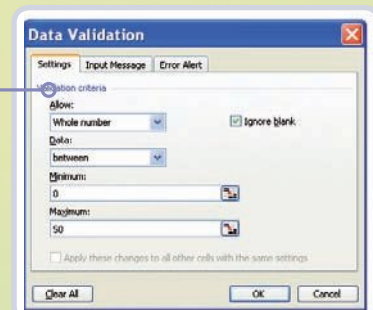 Data Validation
Settings Input Message Error Alert
Validation criteria
Allow:
Whole number
Ignore blank
Data:
between
Minimum:
0
Maximum:
50
Apply these changes to all other cells with the same settings
Clear All OK Cancel